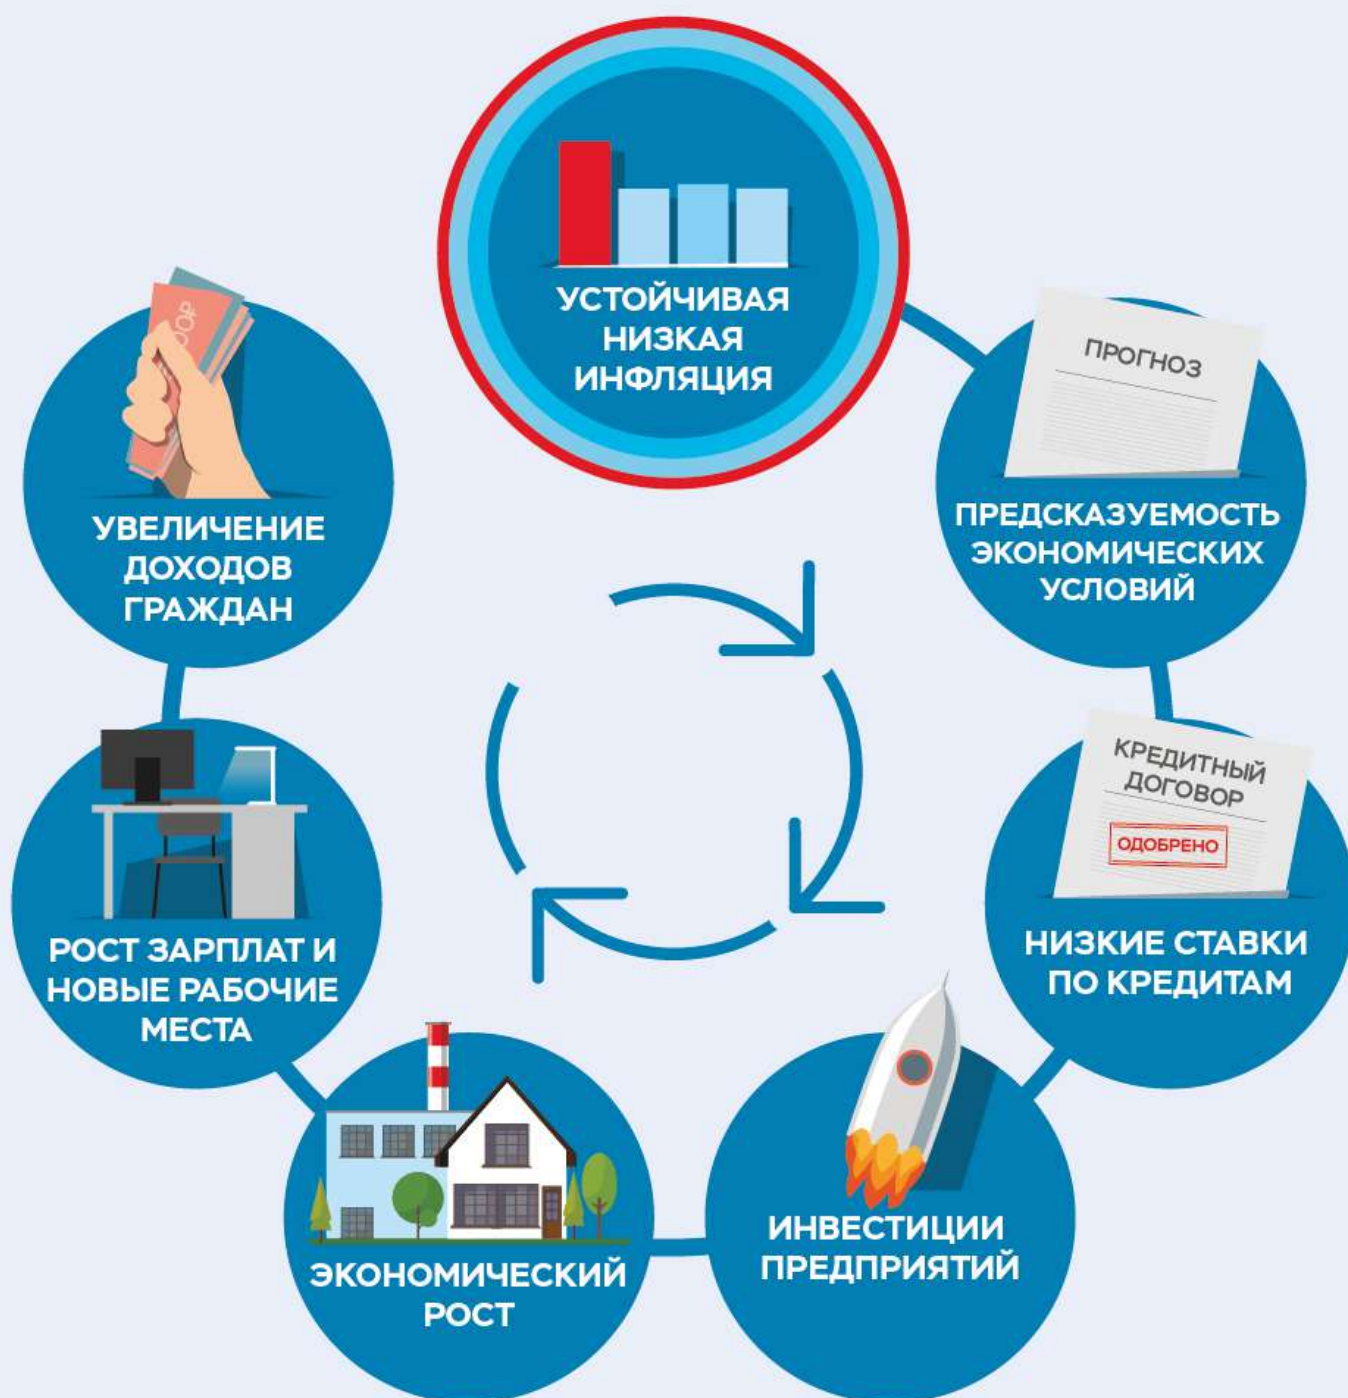 УСТОЙЧИВАЯ
НИЗКАЯ
ИНФЛЯЦИЯ
ПРОГНОЗ
ПРЕДСКАЗУЕМОСТЬ
ЭКОНОМИЧЕСКИХ
УСЛОВИЙ
КРЕДИТНЫЙ
ДОГОВОР
ОДОБРЕНО
НИЗКИЕ СТАВКИ
ПО КРЕДИТАМ
ИНВЕСТИЦИИ
ПРЕДПРИЯТИЙ
ЭКОНОМИЧЕСКИЙ
РОСТ
РОСТ ЗАРПЛАТ И
НОВЫЕ РАБОЧИЕ
МЕСТА
УВЕЛИЧЕНИЕ
ДОХОДОВ
ГРАЖДАН